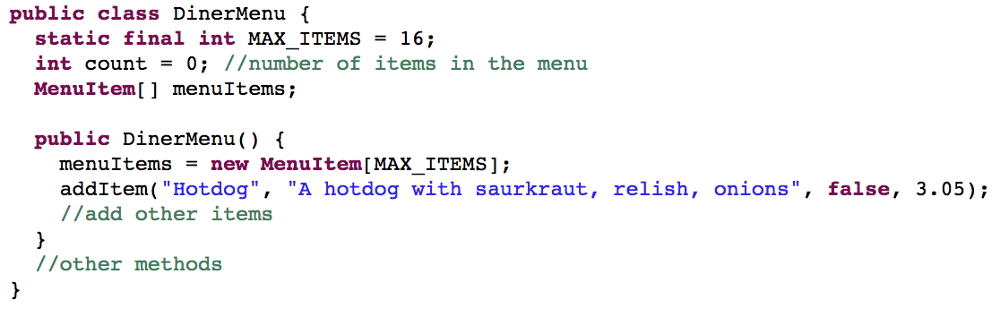 public class DinerMenu {
  static final int MAX_ITEMS = 16;
  int count = 0; //number of items in the menu
  MenuItem[] menuItems;

  public DinerMenu() {
    menuItems = new MenuItem[MAX_ITEMS];
    addItem("Hotdog", "A hotdog with saurkraut, relish, onions", false, 3.05);
    //add other items
  }
  //other methods
}